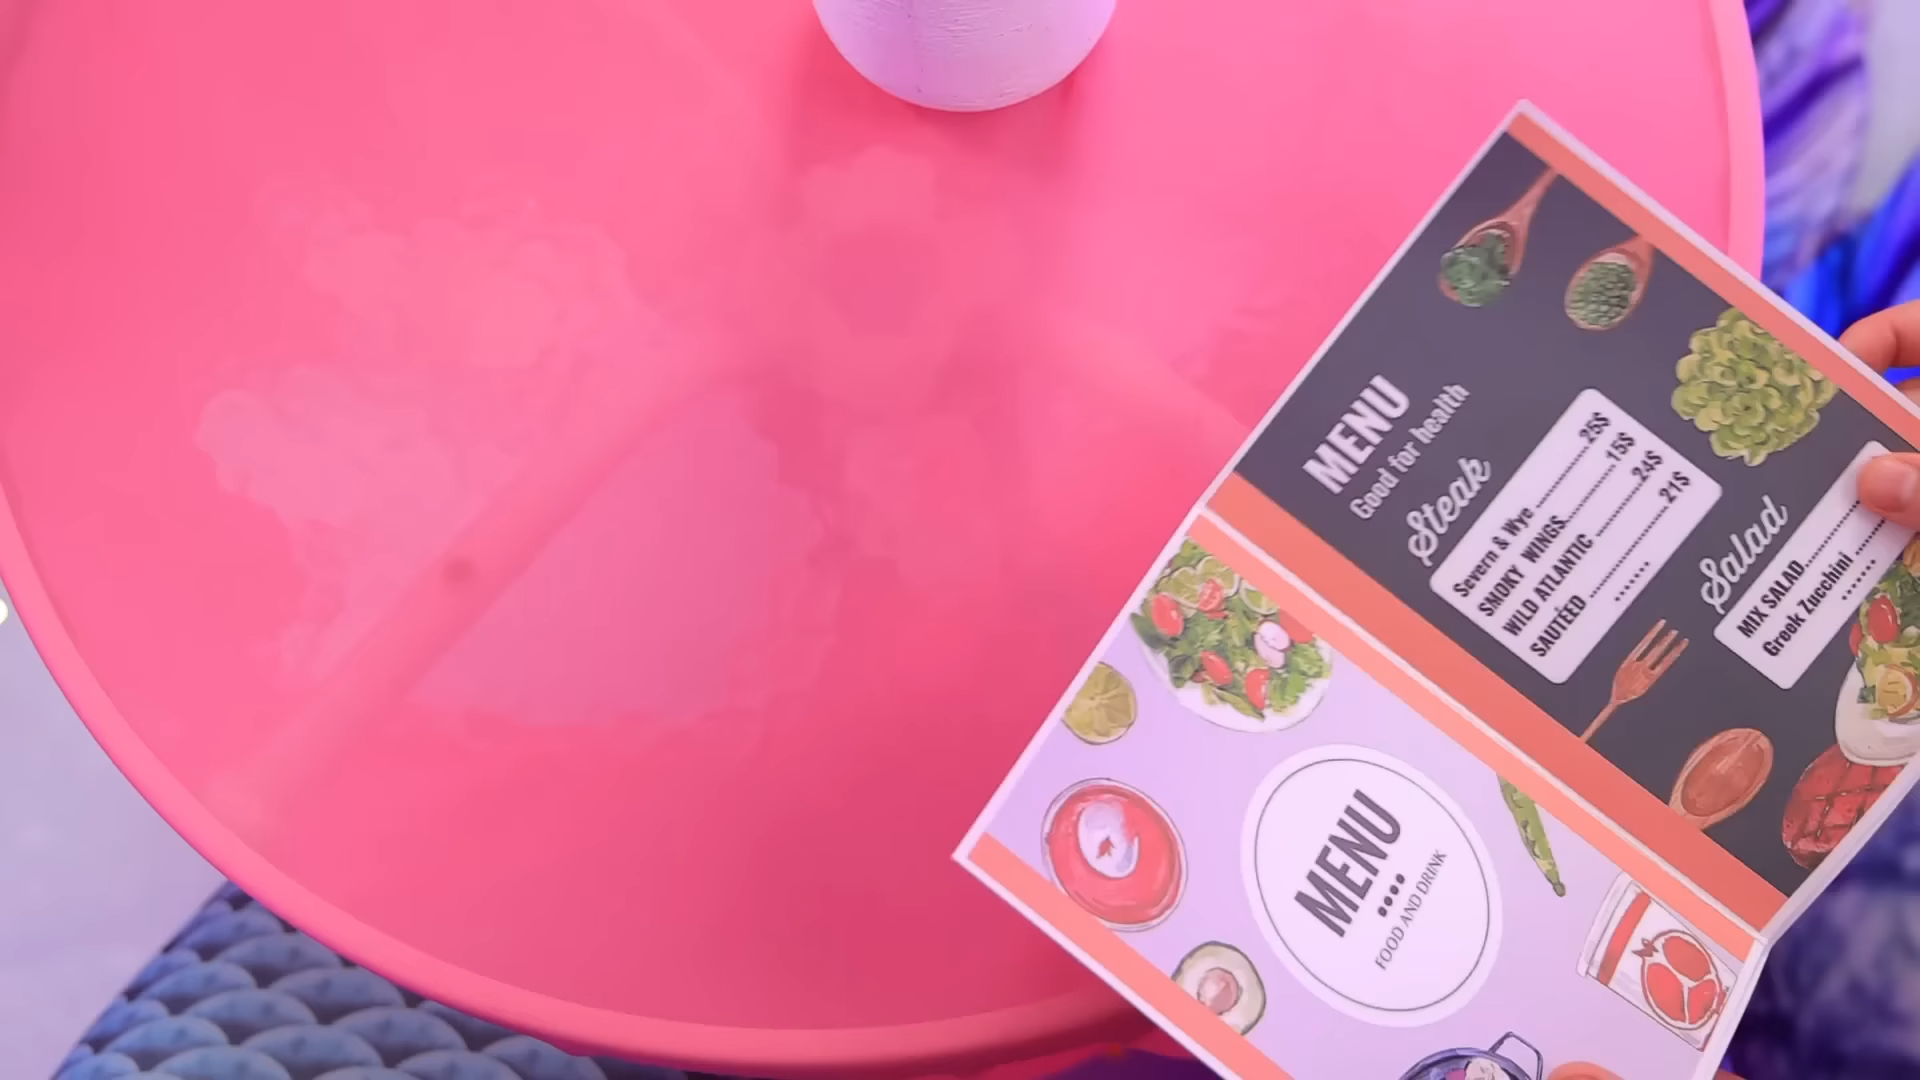 MENU
Good for health
Steak
Severn & Wye ............ 25$
SMOKY WINGS............ 15$
WILD ATLANTIC ............ 24$
SAUTÉED ............ 21$
.......
Salad
MIX SALAD............
Greek Zucchini ......
......
MENU
••••
FOOD AND DRINK